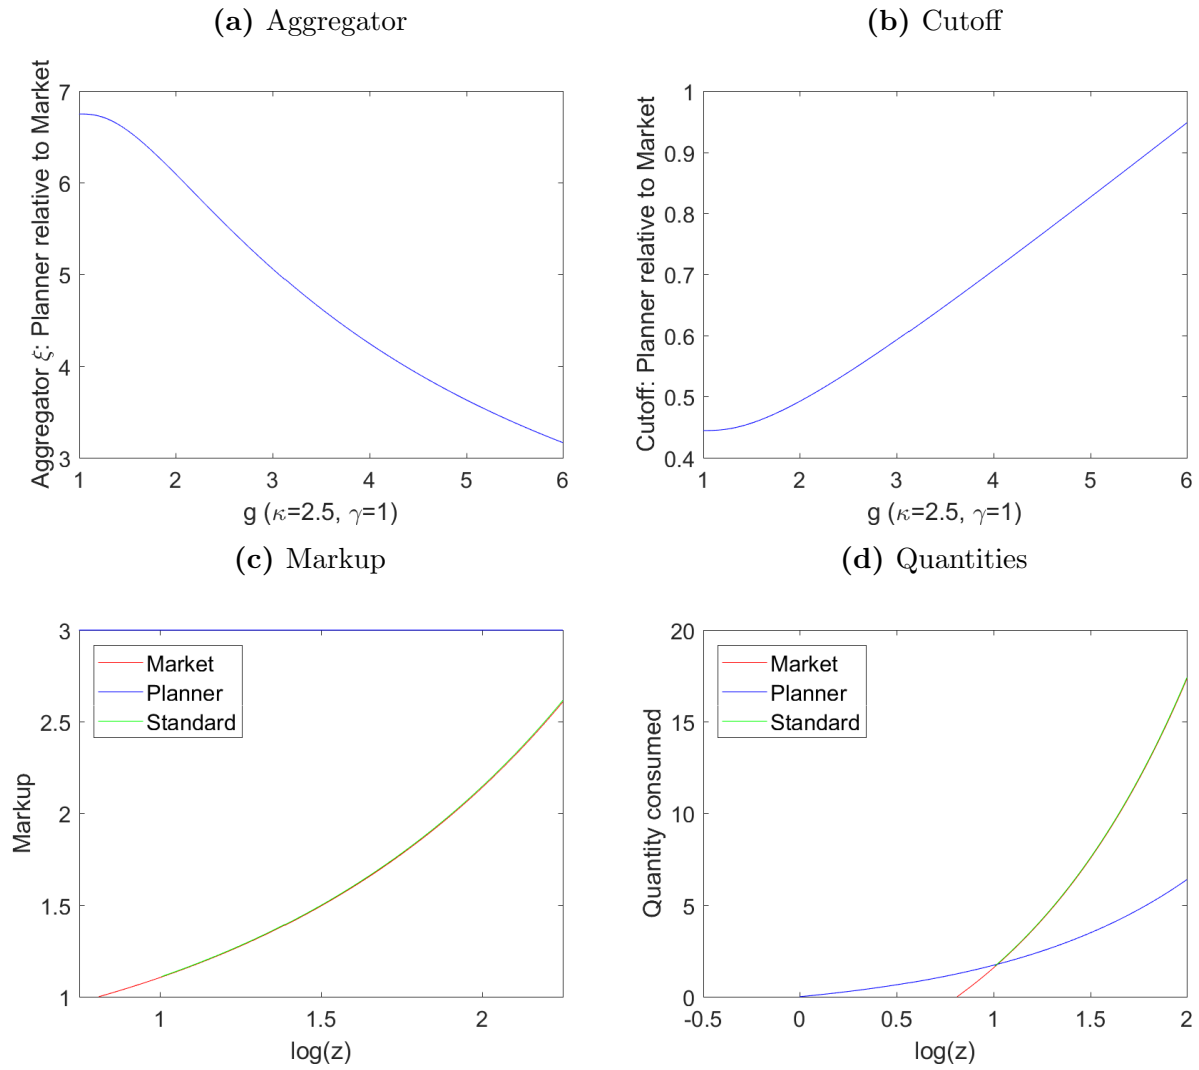 (a) Aggregator
Aggregator ξ: Planner relative to Market
7
6
5
4
3
1 2 3 4 5 6
g (κ=2.5, γ=1)
(b) Cutoff
Cutoff: Planner relative to Market
1
0.9
0.8
0.7
0.6
0.5
0.4
1 2 3 4 5 6
g (κ=2.5, γ=1)
(c) Markup
Markup
3
2.5
2
1.5
1
Market
Planner
Standard
1 1.5 2
log(z)
(d) Quantities
Quantity consumed
20
15
10
5
0
Market
Planner
Standard
-0.5 0 0.5 1 1.5 2
log(z)